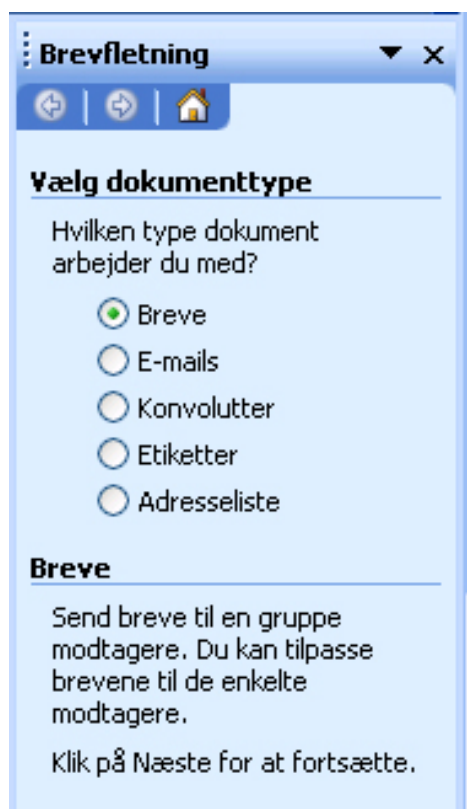 Brevfletning
Vælg dokumenttype
Hvilken type dokument
arbejder du med?
Breve
E-mails
Konvolutter
Etiketter
Adresseliste
Breve
Send breve til en gruppe
modtagere. Du kan tilpasse
brevene til de enkelte
modtagere.
Klik på Næste for at fortsætte.